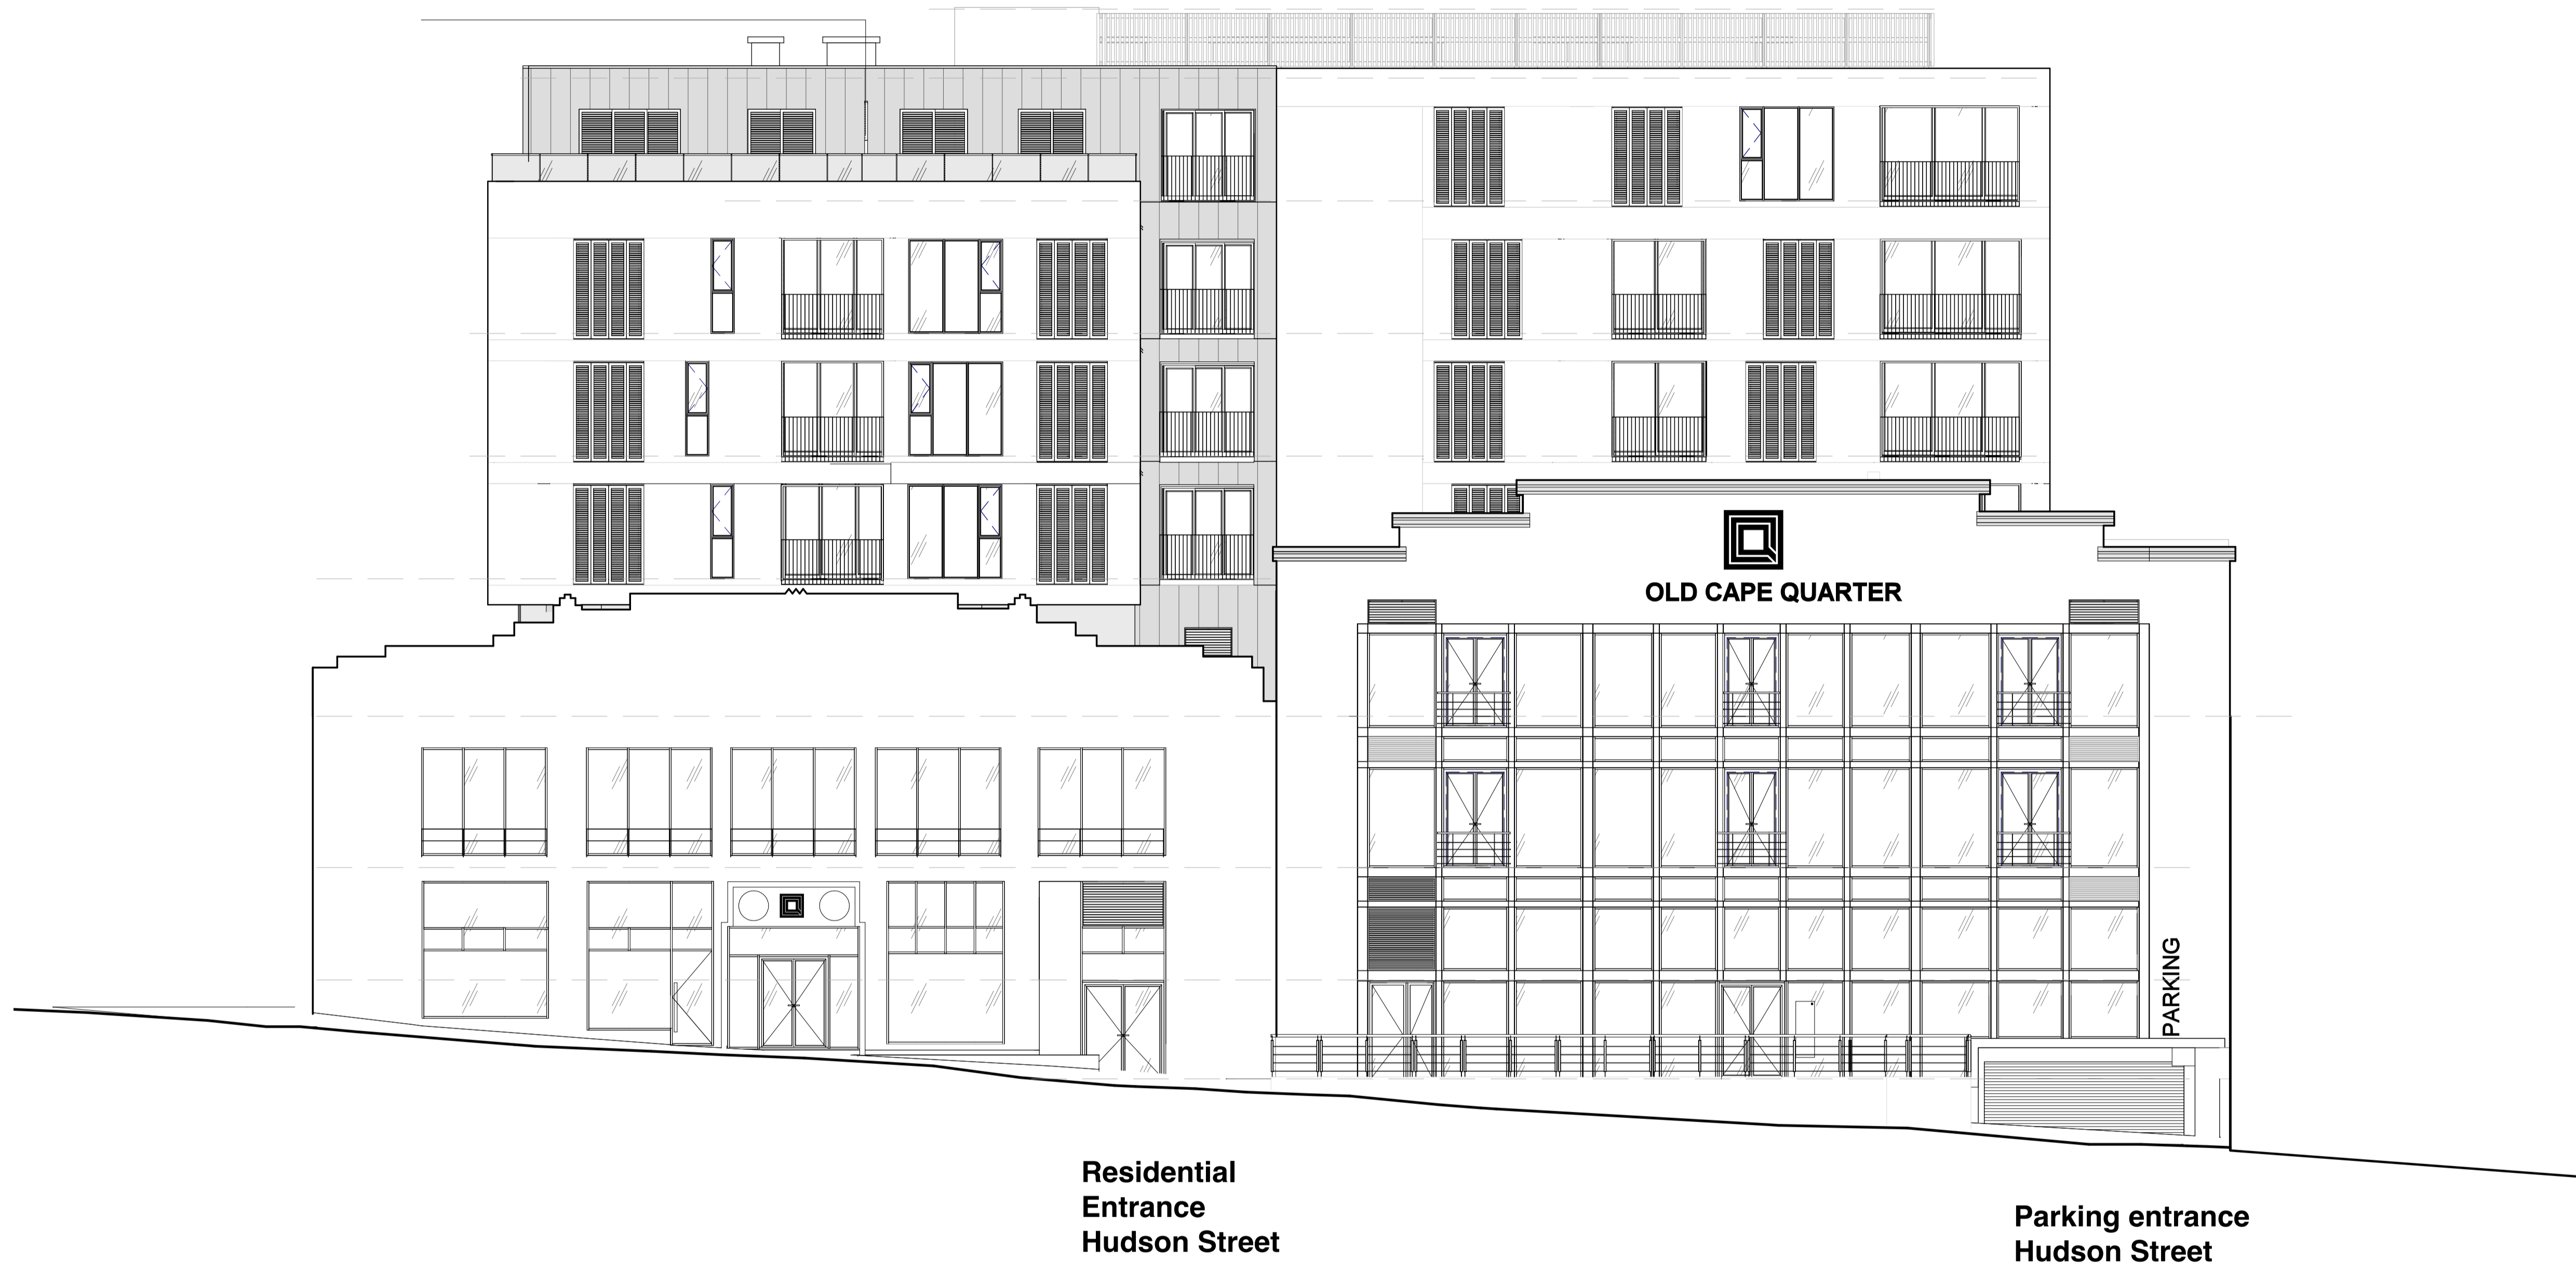 OLD CAPE QUARTER
PARKING
Residential
Entrance
Hudson Street
Parking entrance
Hudson Street